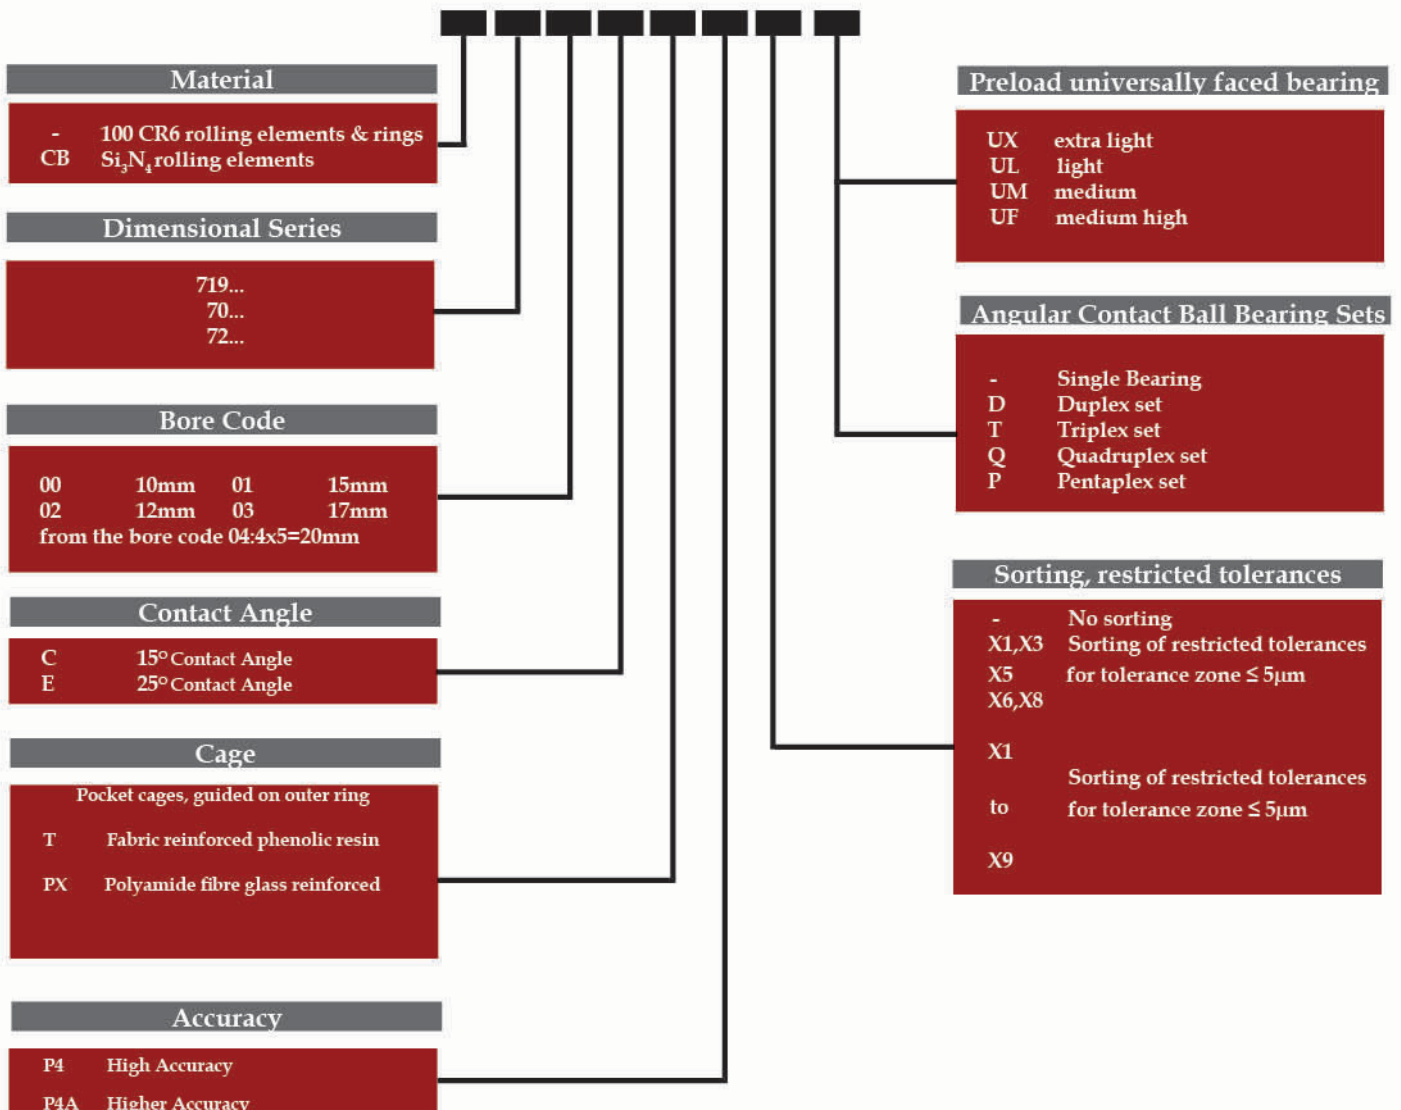 Material
- 100 CR6 rolling elements & rings
CB Si₃N₄ rolling elements
Dimensional Series
719...
70...
72...
Bore Code
00 10mm 01 15mm
02 12mm 03 17mm
from the bore code 04:4x5=20mm
Contact Angle
C 15° Contact Angle
E 25° Contact Angle
Cage
Pocket cages, guided on outer ring
T Fabric reinforced phenolic resin
PX Polyamide fibre glass reinforced
Accuracy
P4 High Accuracy
P4A Higher Accuracy
Preload universally faced bearing
UX extra light
UL light
UM medium
UF medium high
Angular Contact Ball Bearing Sets
- Single Bearing
D Duplex set
T Triplex set
Q Quadruplex set
P Pentaplex set
Sorting, restricted tolerances
- No sorting
X1,X3 Sorting of restricted tolerances
X5 for tolerance zone ≤ 5µm
X6,X8
X1
Sorting of restricted tolerances
to for tolerance zone ≤ 5µm
X9